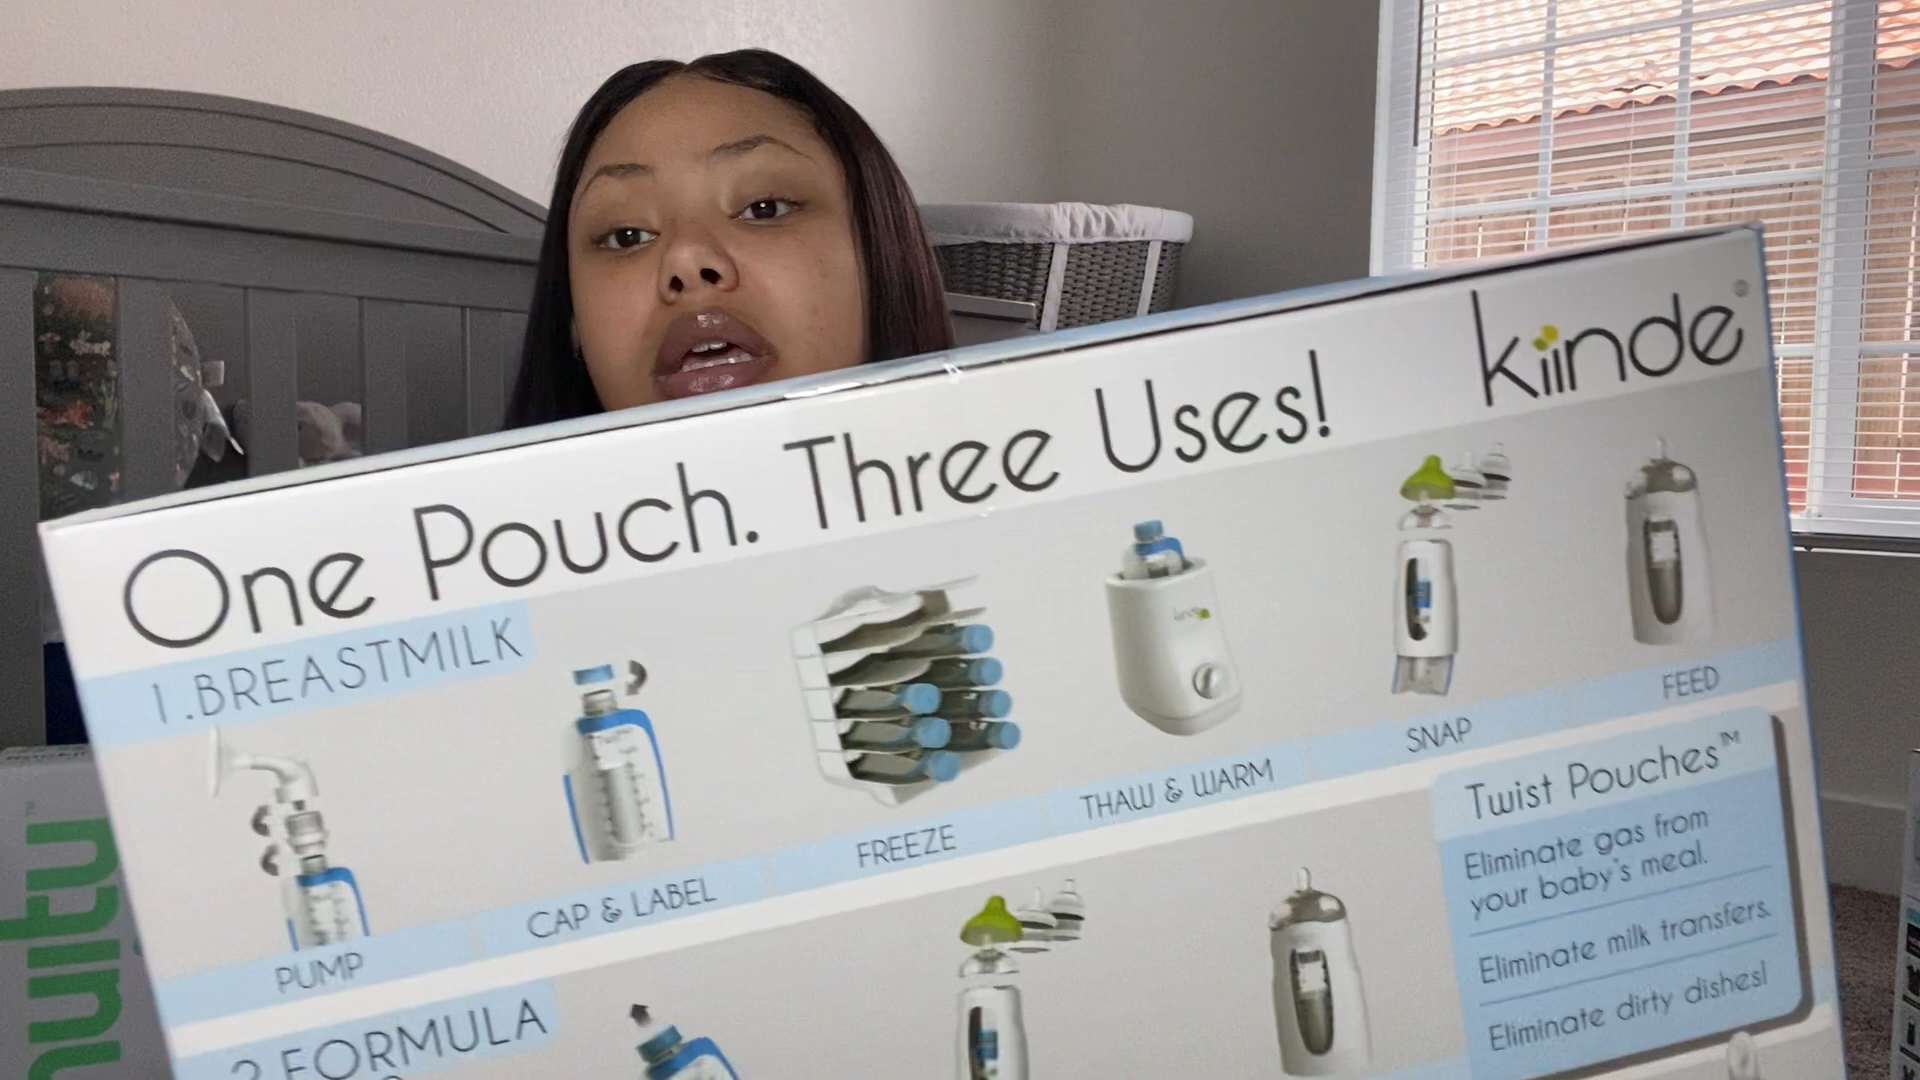 One Pouch. Three Uses!
kiinde®
1.BREASTMILK
PUMP
CAP & LABEL
FREEZE
THAW & WARM
SNAP
FEED
Twist Pouches™
Eliminate gas from
your baby's meal.
Eliminate milk transfers.
Eliminate dirty dishes!
2.FORMULA